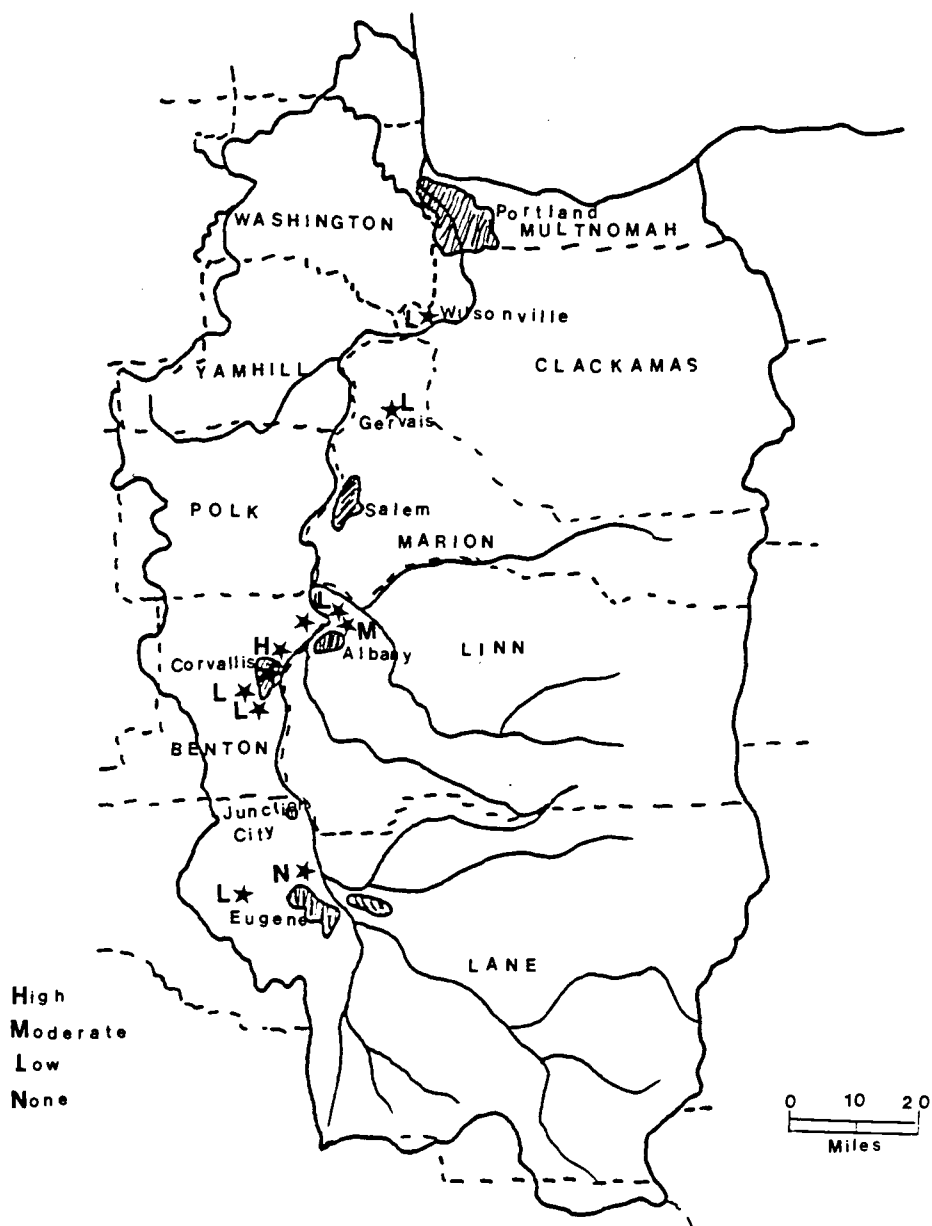 Portland
WASHINGTON
MULTNOMAH
L
Wilsonville
CLACKAMAS
YAMHILL
L
Gervais
POLK
Salem
MARION
L
M
H
Albany
LINN
Corvallis
L
L
BENTON
Junction
City
N
L
Eugene
LANE
High
Moderate
Low
None
0 10 20
Miles